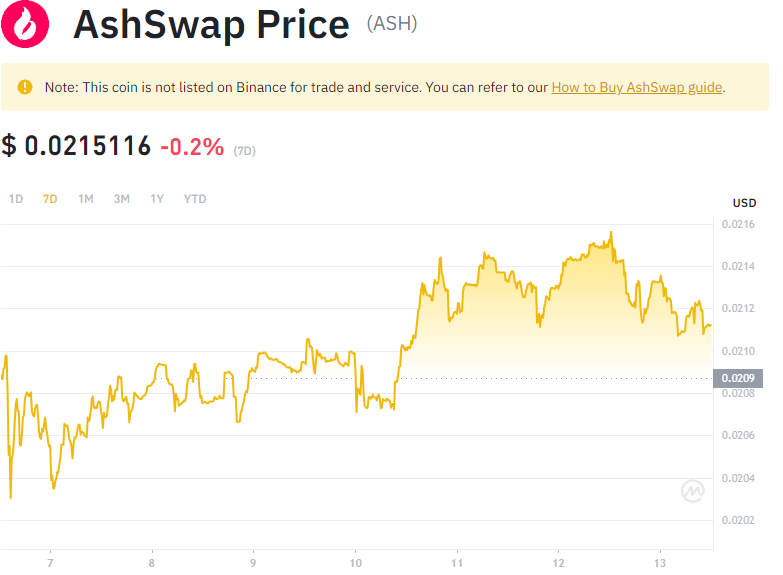 AshSwap Price (ASH)
Note: This coin is not listed on Binance for trade and service. You can refer to our How to Buy AshSwap guide.
$ 0.0215116 -0.2% (7D)
1D 7D 1M 3M 1Y YTD
USD
0.0216
0.0214
0.0212
0.0210
0.0209
0.0208
0.0206
0.0204
0.0202
7 8 9 10 11 12 13